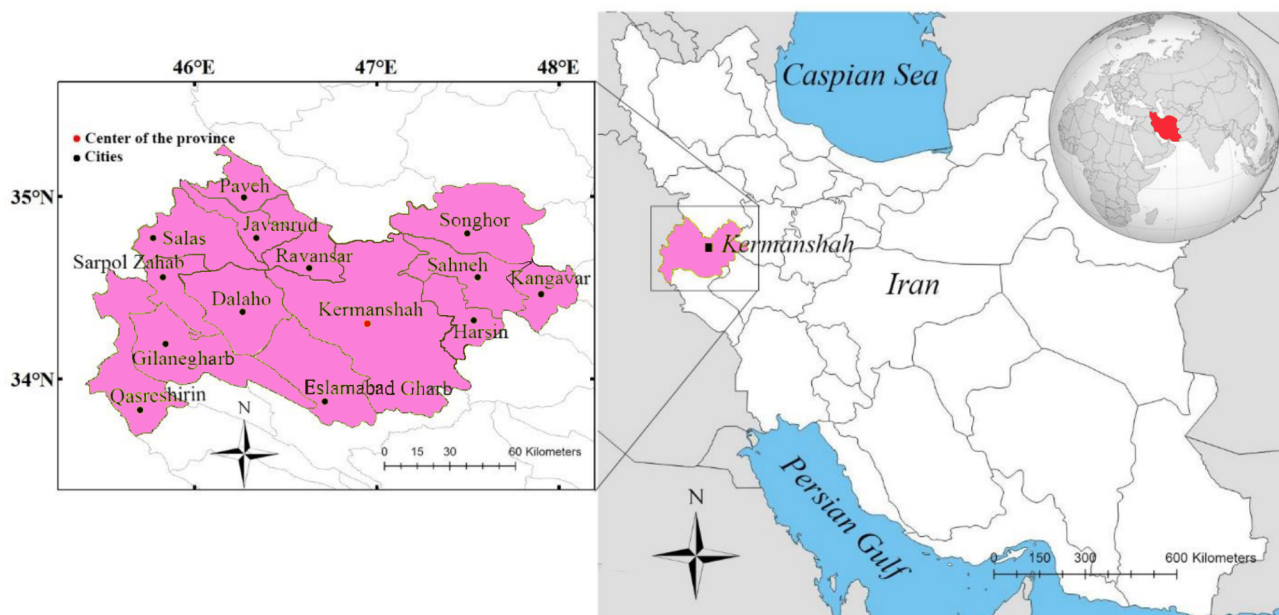 46°E 47°E 48°E
35°N
34°N
Center of the province
Cities
Paveh
Songhor
Javanrud
Salas
Ravansar
Sarpol Zahab
Sahneh
Kangavar
Dalaho
Kermanshah
Harsin
Gilanegharb
Eslamabad Gharb
Qasreshirin
N
0 15 30 60 Kilometers
Caspian Sea
Kermanshah
Iran
Persian Gulf
N
0 150 300 600 Kilometers